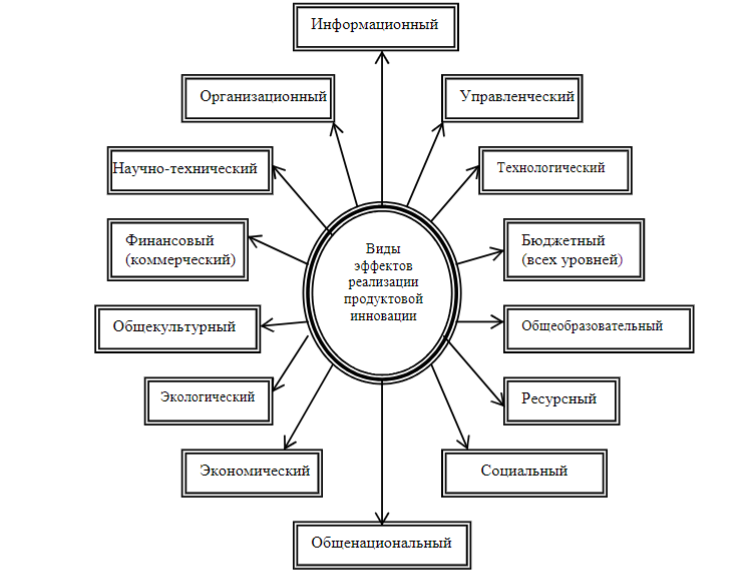 Информационный
Организационный
Управленческий
Научно-технический
Технологический
Финансовый
(коммерческий)
Виды
эффектов
реализации
продуктовой
инновации
Бюджетный
(всех уровней)
Общекультурный
Общеобразовательный
Экологический
Ресурсный
Экономический
Социальный
Общенациональный